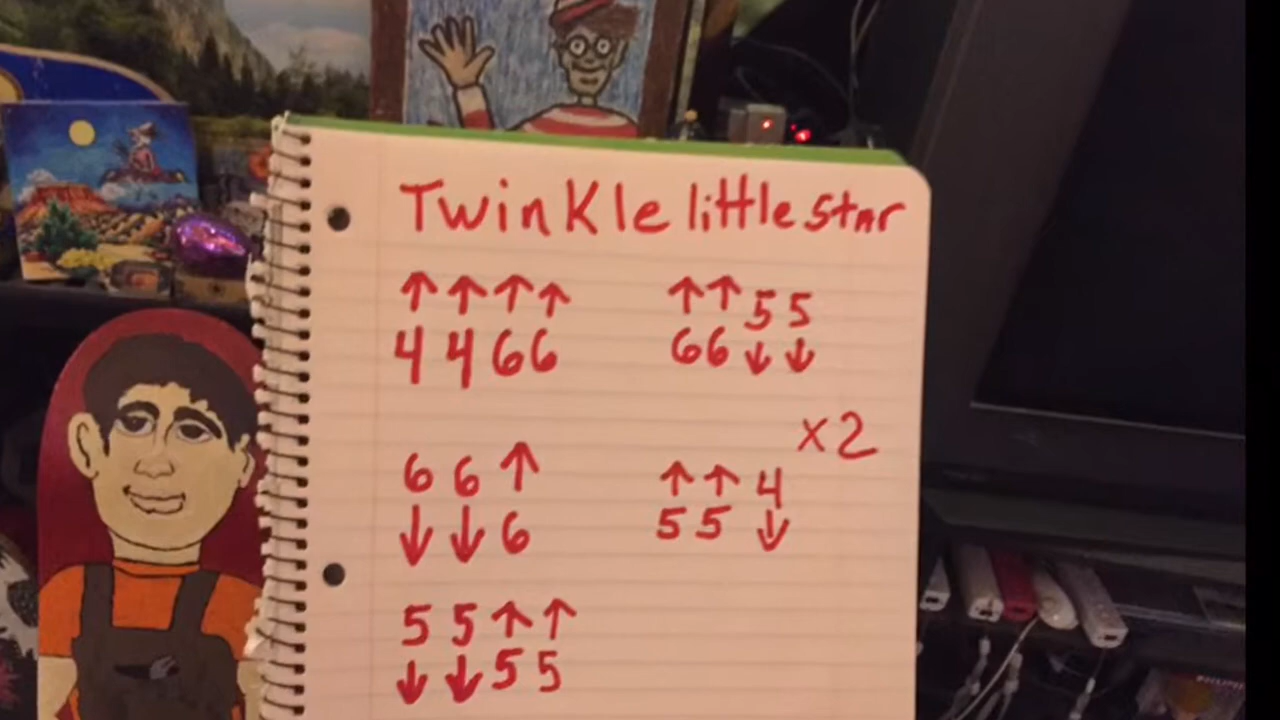 Twinkle little star
↑ ↑ ↑ ↑ ↑ ↑ 5 5
4 4 6 6 6 6 ↓ ↓
x2
6 6 ↑ ↑ ↑ 4
↓ ↓ 6 5 5 ↓
5 5 ↑ ↑
↓ ↓ 5 5